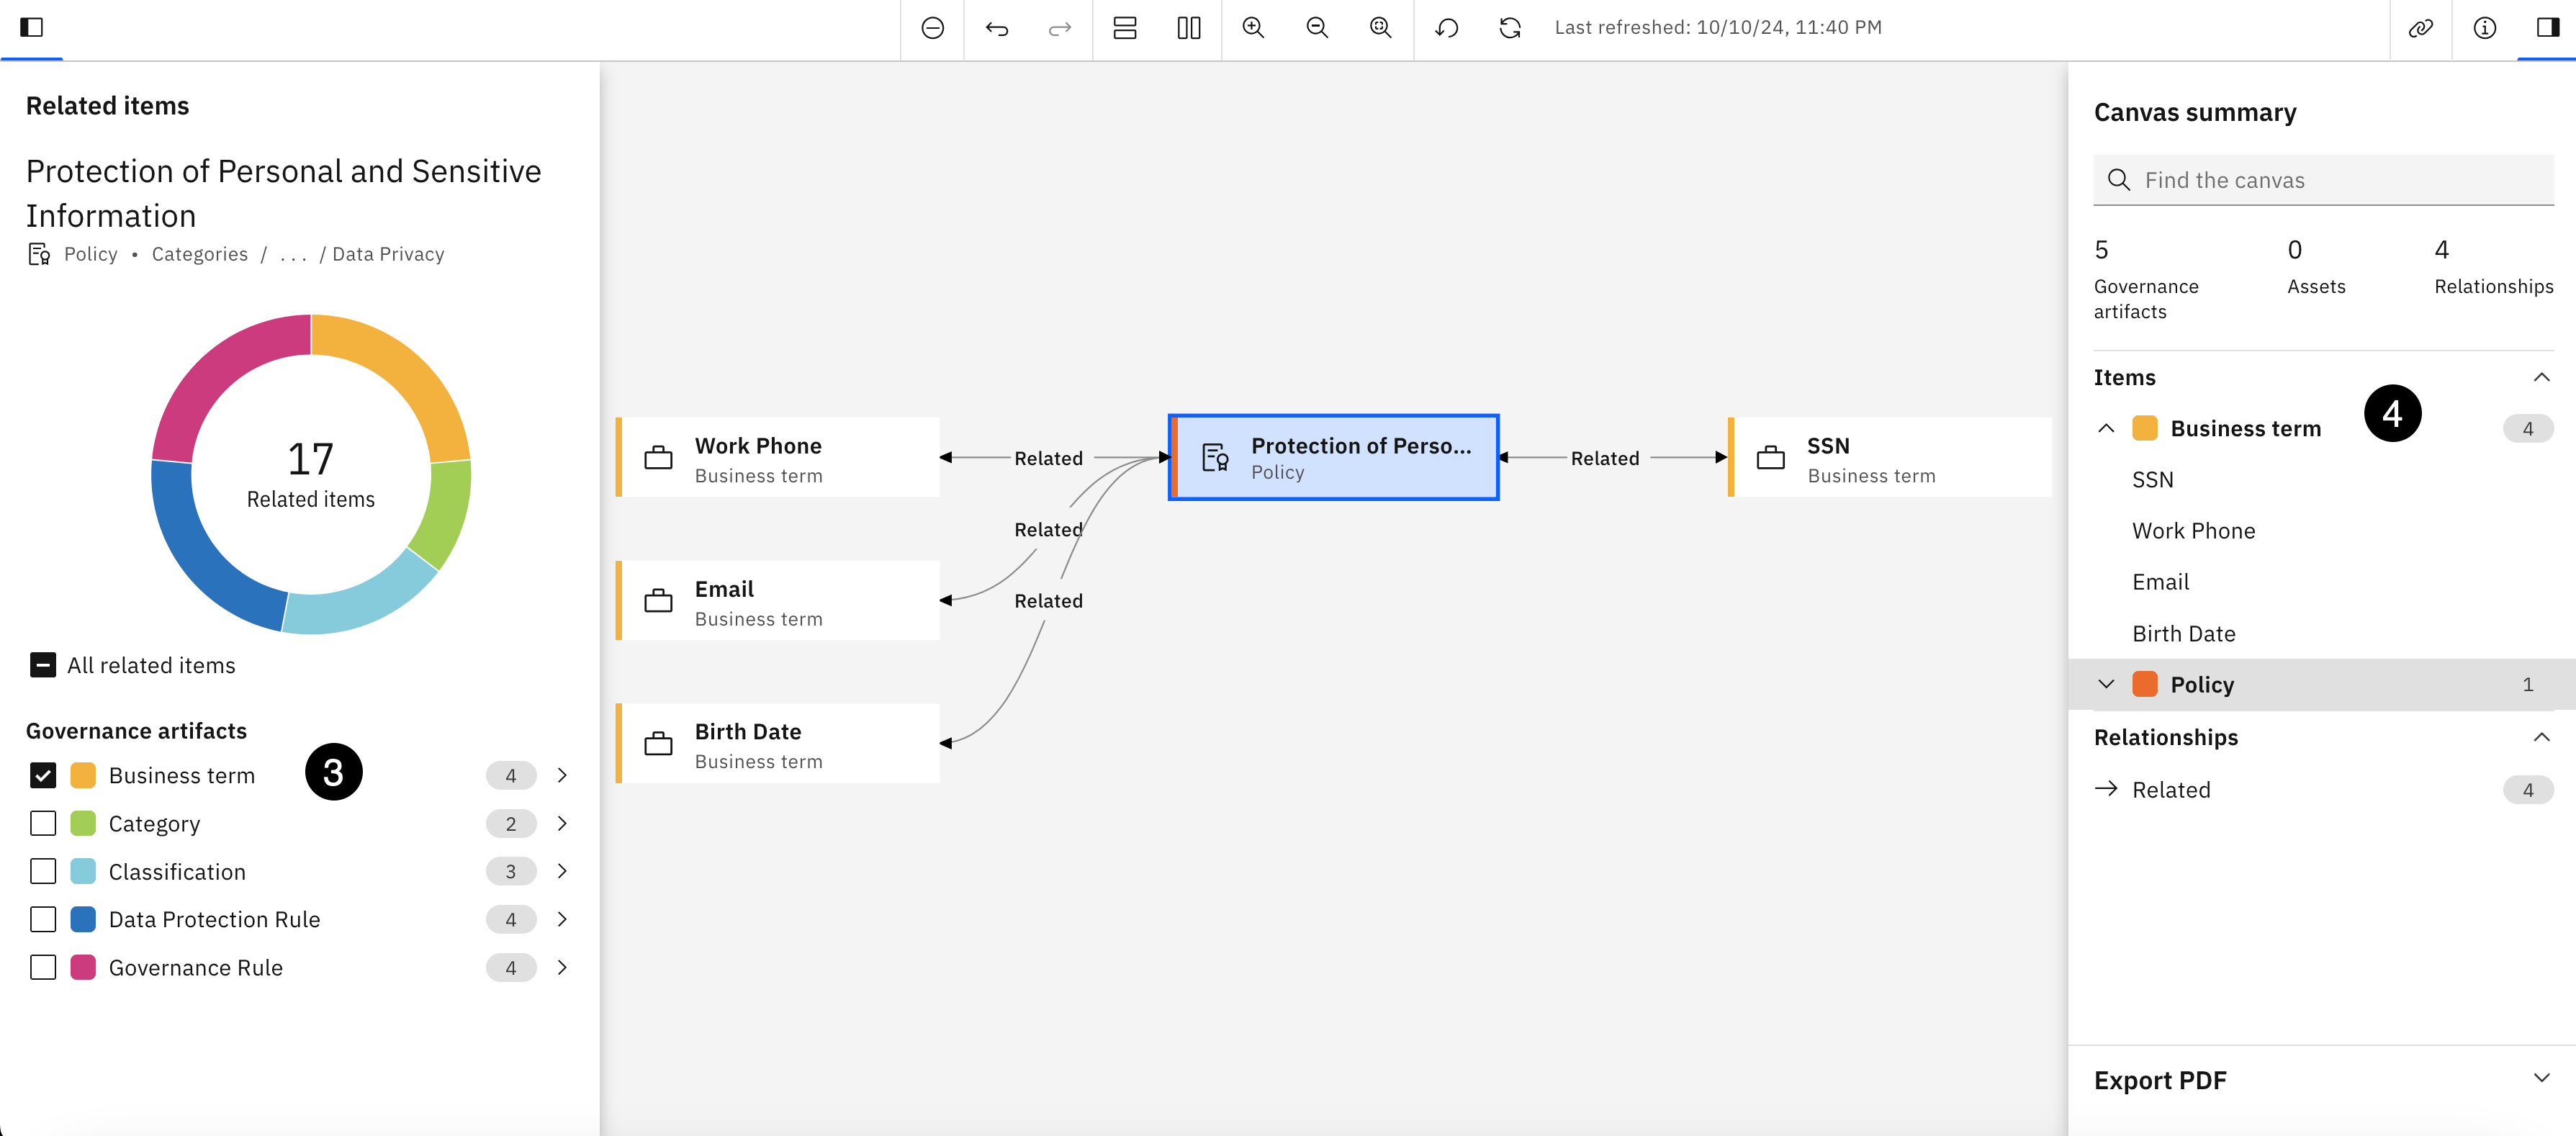 Last refreshed: 10/10/24, 11:40 PM
Related items
Protection of Personal and Sensitive
Information
Policy • Categories / ... / Data Privacy
17
Related items
All related items
Governance artifacts
3
Business term 4
Category 2
Classification 3
Data Protection Rule 4
Governance Rule 4
Work Phone
Business term
Related
Protection of Perso...
Policy
Related
SSN
Business term
Related
Email
Business term
Related
Birth Date
Business term
Canvas summary
Find the canvas
5 0 4
Governance Assets Relationships
artifacts
Items
4
Business term 4
SSN
Work Phone
Email
Birth Date
Policy 1
Relationships
Related 4
Export PDF